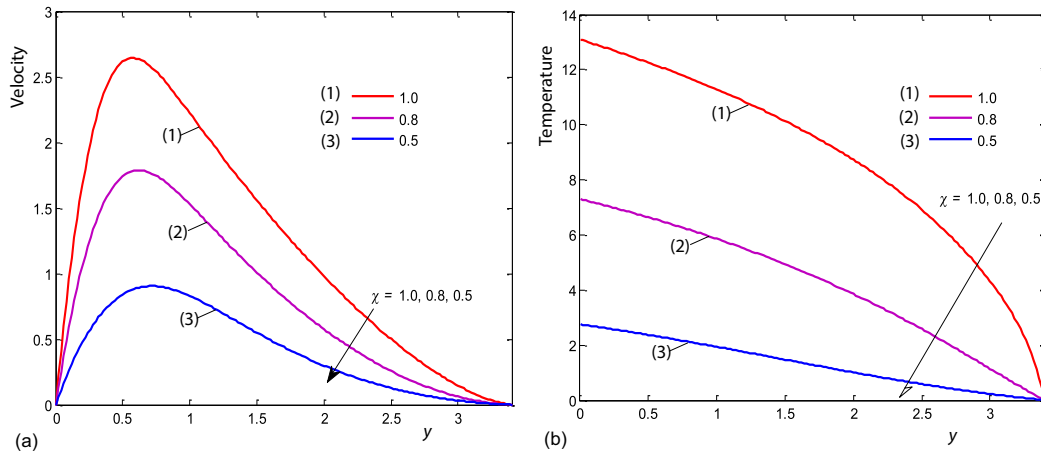 3
2.5
2
1.5
1
0.5
0
Velocity
(1) 1.0
(2) 0.8
(3) 0.5
(1)
(2)
(3)
χ = 1.0, 0.8, 0.5
0 0.5 1 1.5 2 2.5 3
y
(a)
14
12
10
8
6
4
2
0
Temperature
(1) 1.0
(2) 0.8
(3) 0.5
(1)
(2)
(3)
χ = 1.0, 0.8, 0.5
0 0.5 1 1.5 2 2.5 3
y
(b)